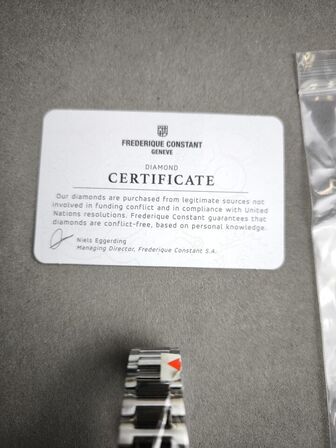 FREDERIQUE CONSTANT
GENEVE
DIAMOND
CERTIFICATE
Our diamonds are purchased from legitimate sources not
involved in funding conflict and in compliance with United
Nations resolutions. Frederique Constant guarantees that
diamonds are conflict-free, based on personal knowledge.
Niels Eggerding
Managing Director, Frederique Constant S.A.